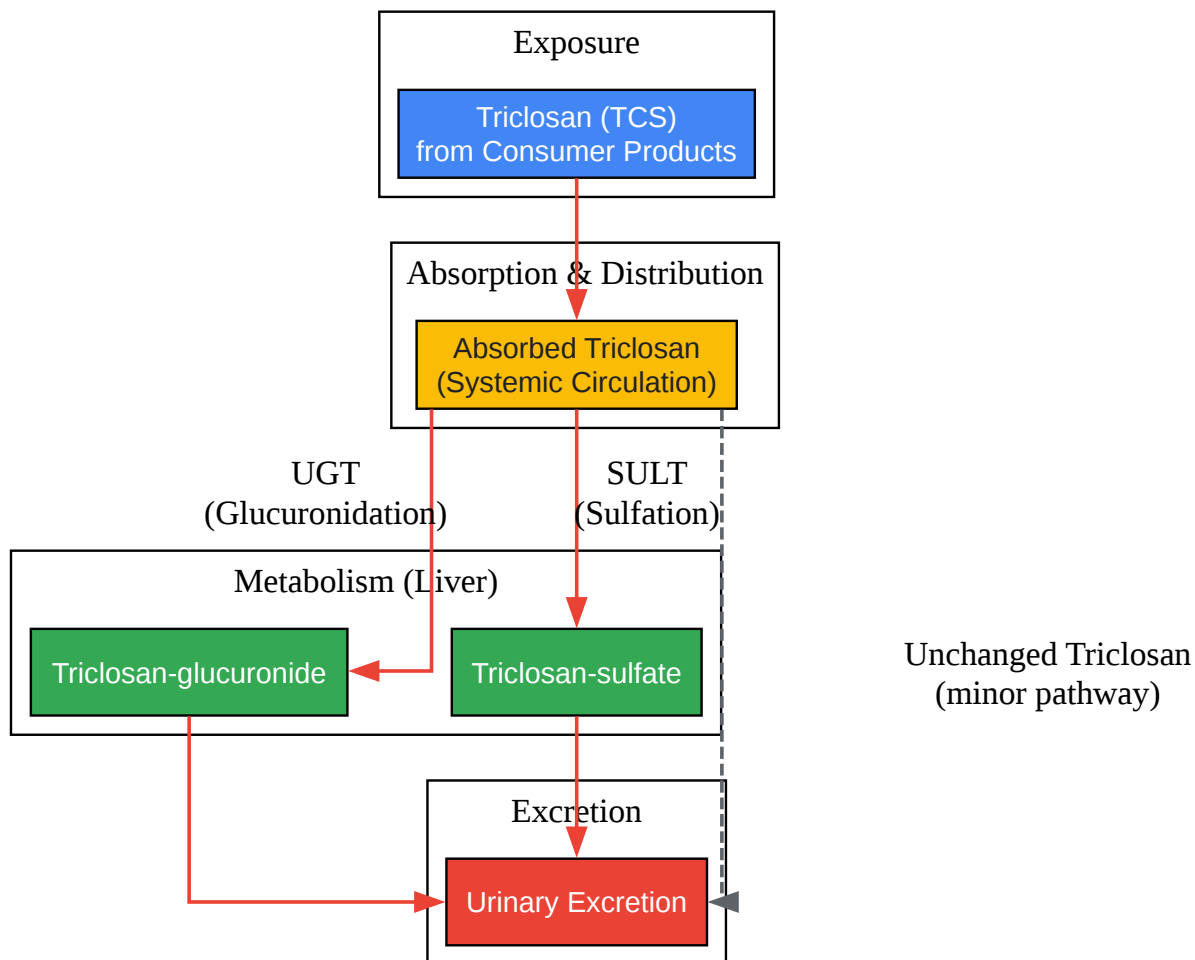 Exposure
Triclosan (TCS)
from Consumer Products
Absorption & Distribution
Absorbed Triclosan
(Systemic Circulation)
UGT
(Glucuronidation)
SULT
(Sulfation)
Metabolism (Liver)
Triclosan-glucuronide
Triclosan-sulfate
Unchanged Triclosan
(minor pathway)
Excretion
Urinary Excretion